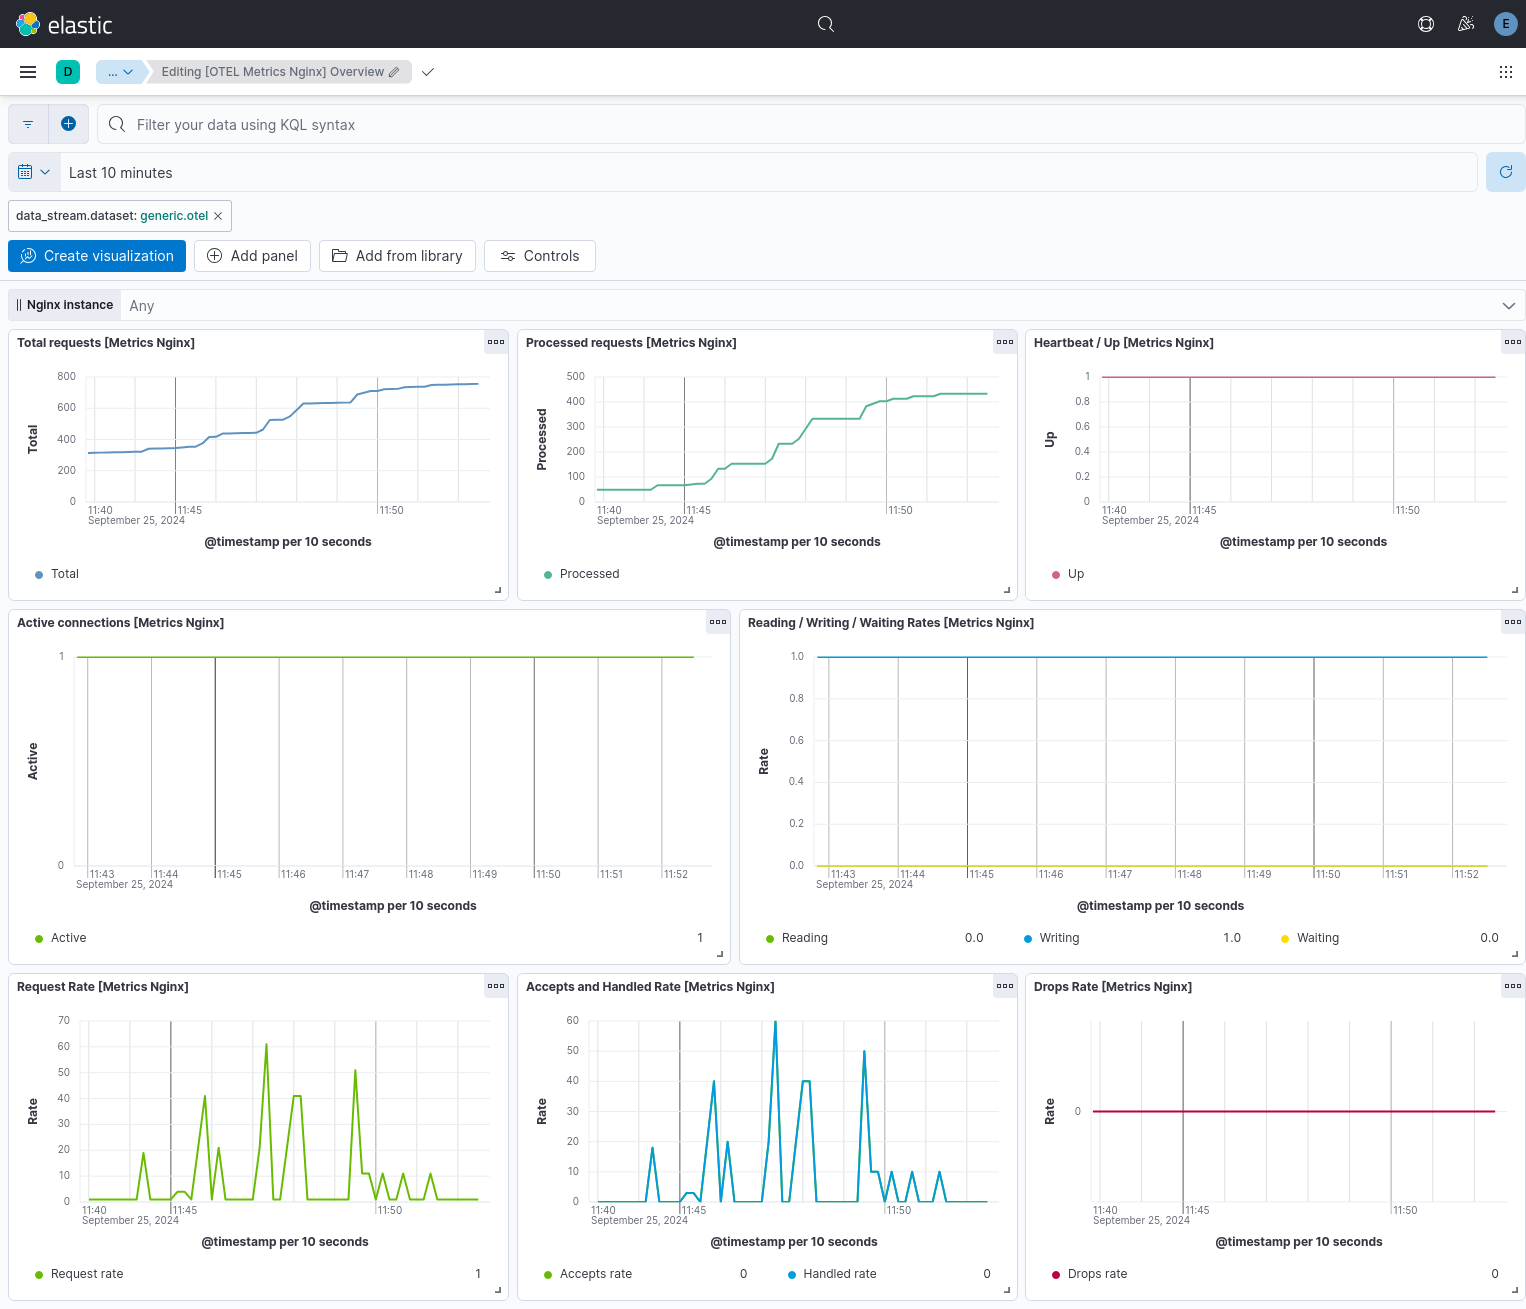 elastic
E
D
... Editing [OTEL Metrics Nginx] Overview
Filter your data using KQL syntax
Last 10 minutes
data_stream.dataset: generic.otel ×
Create visualization Add panel Add from library Controls
Nginx instance Any
Total requests [Metrics Nginx]
800
600
400
200
0
Total
11:40 11:45 11:50
September 25, 2024
@timestamp per 10 seconds
Total
Processed requests [Metrics Nginx]
500
400
300
200
100
0
Processed
11:40 11:45 11:50
September 25, 2024
@timestamp per 10 seconds
Processed
Heartbeat / Up [Metrics Nginx]
1
0.8
0.6
0.4
0.2
0
Up
11:40 11:45 11:50
September 25, 2024
@timestamp per 10 seconds
Up
Active connections [Metrics Nginx]
1
0
Active
11:43 11:44 11:45 11:46 11:47 11:48 11:49 11:50 11:51 11:52
September 25, 2024
@timestamp per 10 seconds
Active 1
Reading / Writing / Waiting Rates [Metrics Nginx]
1.0
0.8
0.6
0.4
0.2
0.0
Rate
11:43 11:44 11:45 11:46 11:47 11:48 11:49 11:50 11:51 11:52
September 25, 2024
@timestamp per 10 seconds
Reading 0.0 Writing 1.0 Waiting 0.0
Request Rate [Metrics Nginx]
70
60
50
40
30
20
10
0
Rate
11:40 11:45 11:50
September 25, 2024
@timestamp per 10 seconds
Request rate 1
Accepts and Handled Rate [Metrics Nginx]
60
50
40
30
20
10
0
Rate
11:40 11:45 11:50
September 25, 2024
@timestamp per 10 seconds
Accepts rate 0 Handled rate 0
Drops Rate [Metrics Nginx]
0
Rate
11:40 11:45 11:50
September 25, 2024
@timestamp per 10 seconds
Drops rate 0